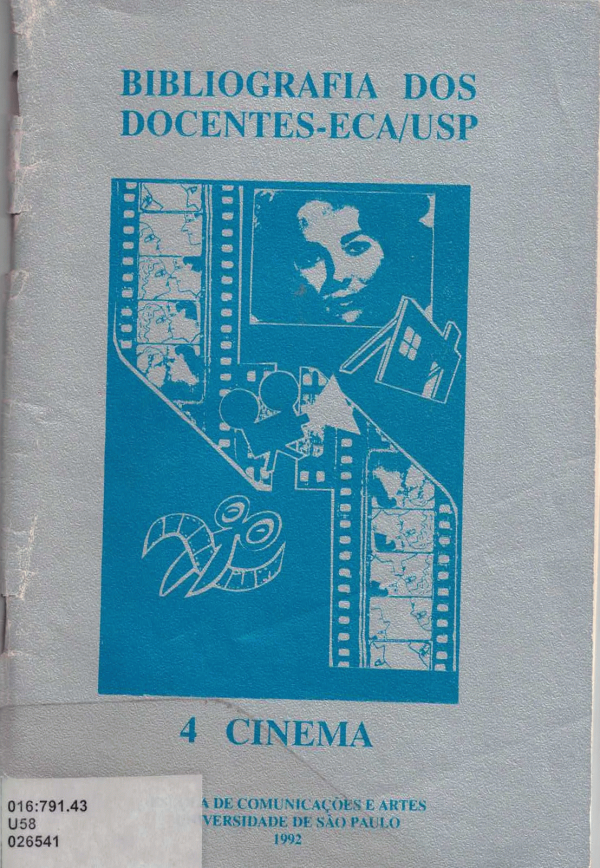 BIBLIOGRAFIA DOS
DOCENTES-ECA/USP
4 CINEMA
DE COMUNICAÇÕES E ARTES
DE SÃO PAULO
1992
016:791.43
U58
026541